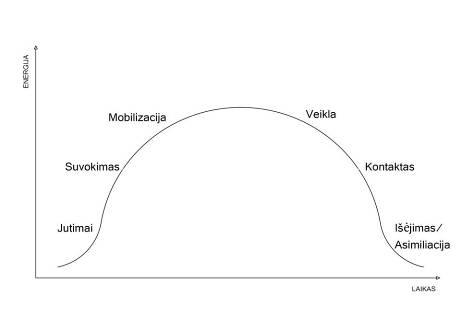 ENERGIJA
Mobilizacija
Veikla
Suvokimas
Kontaktas
Jutimai
Išėjimas/
Asimiliacija
LAIKAS